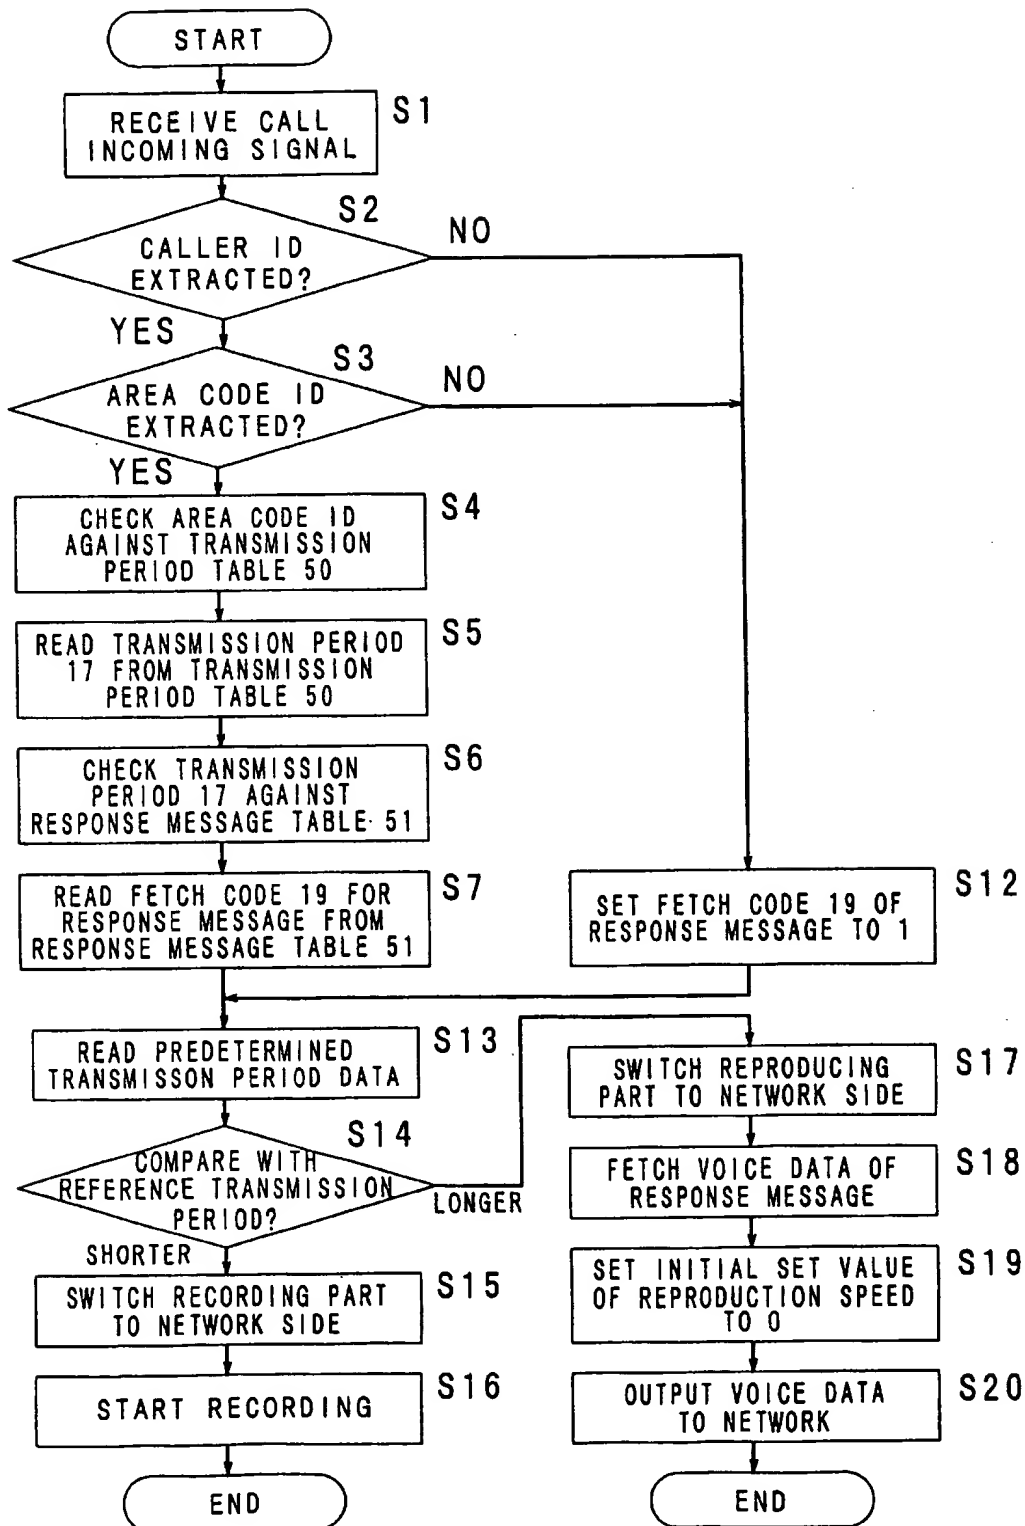 START
S1
RECEIVE CALL
INCOMING SIGNAL
S2
NO
CALLER ID
EXTRACTED?
YES
S3
NO
AREA CODE ID
EXTRACTED?
YES
S4
CHECK AREA CODE ID
AGAINST TRANSMISSION
PERIOD TABLE 50
S5
READ TRANSMISSION PERIOD
17 FROM TRANSMISSION
PERIOD TABLE 50
S6
CHECK TRANSMISSION
PERIOD 17 AGAINST
RESPONSE MESSAGE TABLE 51
S7
READ FETCH CODE 19 FOR
RESPONSE MESSAGE FROM
RESPONSE MESSAGE TABLE 51
S12
SET FETCH CODE 19 OF
RESPONSE MESSAGE TO 1
S13
READ PREDETERMINED
TRANSMISSON PERIOD DATA
S14
COMPARE WITH
REFERENCE TRANSMISSION
PERIOD?
LONGER
SHORTER
S15
SWITCH RECORDING PART
TO NETWORK SIDE
S16
START RECORDING
END
S17
SWITCH REPRODUCING
PART TO NETWORK SIDE
S18
FETCH VOICE DATA OF
RESPONSE MESSAGE
S19
SET INITIAL SET VALUE
OF REPRODUCTION SPEED
TO 0
S20
OUTPUT VOICE DATA
TO NETWORK
END